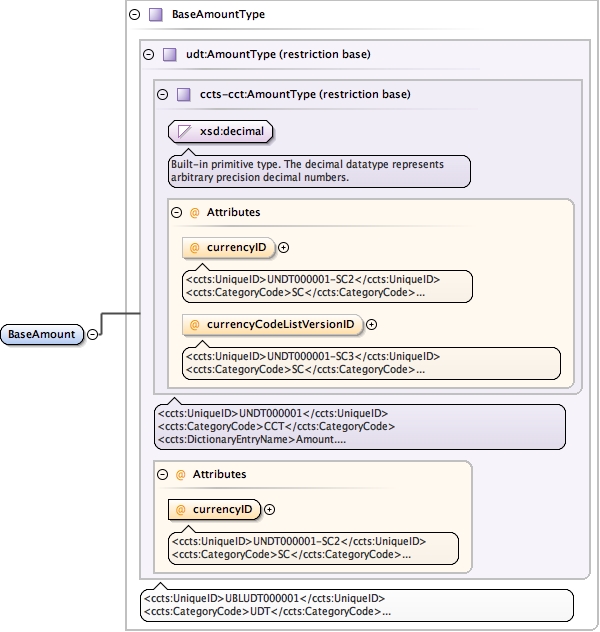 BaseAmountType
udt:AmountType (restriction base)
ccts-cct:AmountType (restriction base)
xsd:decimal
Built-in primitive type. The decimal datatype represents
arbitrary precision decimal numbers.
@ Attributes
@ currencyID
<ccts:UniqueID>UNDT000001-SC2</ccts:UniqueID>
<ccts:CategoryCode>SC</ccts:CategoryCode>...
@ currencyCodeListVersionID
<ccts:UniqueID>UNDT000001-SC3</ccts:UniqueID>
<ccts:CategoryCode>SC</ccts:CategoryCode>...
BaseAmount
<ccts:UniqueID>UNDT000001</ccts:UniqueID>
<ccts:CategoryCode>CCT</ccts:CategoryCode>
<ccts:DictionaryEntryName>Amount....
@ Attributes
@ currencyID
<ccts:UniqueID>UNDT000001-SC2</ccts:UniqueID>
<ccts:CategoryCode>SC</ccts:CategoryCode>...
<ccts:UniqueID>UBLUDT000001</ccts:UniqueID>
<ccts:CategoryCode>UDT</ccts:CategoryCode>...